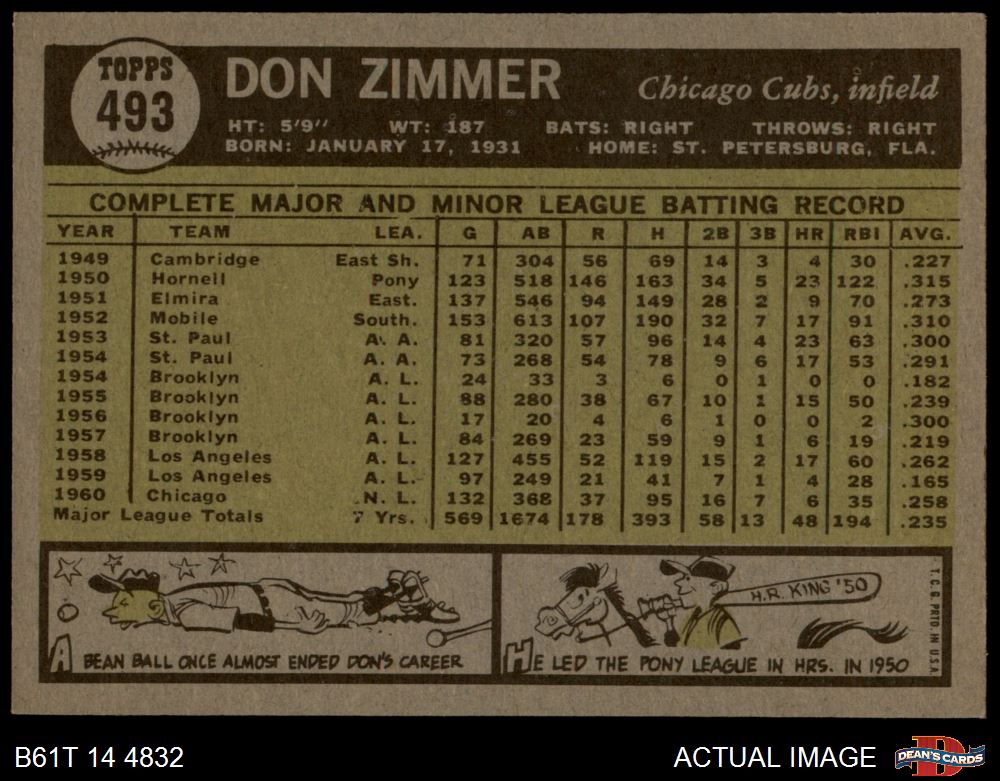 TOPPS
493
DON ZIMMER
Chicago Cubs, infield
HT: 5'9" WT: 187 BATS: RIGHT THROWS: RIGHT
BORN: JANUARY 17, 1931 HOME: ST. PETERSBURG, FLA.
COMPLETE MAJOR AND MINOR LEAGUE BATTING RECORD
YEAR TEAM LEA. G AB R H 2B 3B HR RBI AVG.
1949 Cambridge East Sh. 71 304 56 69 14 3 4 30 .227
1950 Hornell Pony 123 518 146 163 34 5 23 122 .315
1951 Elmira East. 137 546 94 149 28 2 9 70 .273
1952 Mobile South. 153 613 107 190 32 7 17 91 .310
1953 St. Paul A. A. 81 320 57 96 14 4 23 63 .300
1954 St. Paul A. A. 73 268 54 78 9 6 17 53 .291
1954 Brooklyn A. L. 24 33 3 6 0 1 0 0 .182
1955 Brooklyn A. L. 88 280 38 67 10 1 15 50 .239
1956 Brooklyn A. L. 17 20 4 6 1 0 0 2 .300
1957 Brooklyn A. L. 84 269 23 59 9 1 6 19 .219
1958 Los Angeles A. L. 127 455 52 119 15 2 17 60 .262
1959 Los Angeles A. L. 97 249 21 41 7 1 4 28 .165
1960 Chicago N. L. 132 368 37 95 16 7 6 35 .258
Major League Totals 7 Yrs. 569 1674 178 393 58 13 48 194 .235
A BEAN BALL ONCE ALMOST ENDED DON'S CAREER
H.R. KING '50
HE LED THE PONY LEAGUE IN HRS. IN 1950
T. C. G. PRTD. IN U.S.A.
B61T 14 4832
ACTUAL IMAGE
D
DEAN'S CARDS